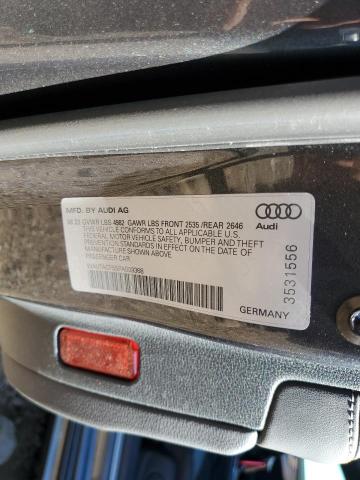 MFD. BY AUDI AG
GVWR LBS 4982 GAWR LBS FRONT 2535 /REAR 2646
THIS VEHICLE CONFORMS TO ALL APPLICABLE U.S.
FEDERAL MOTOR VEHICLE SAFETY, BUMPER AND THEFT
PREVENTION STANDARDS IN EFFECT ON THE DATE OF
MANUFACTURE SHOWN ABOVE
PASSENGER CAR
Audi
3531556
GERMANY